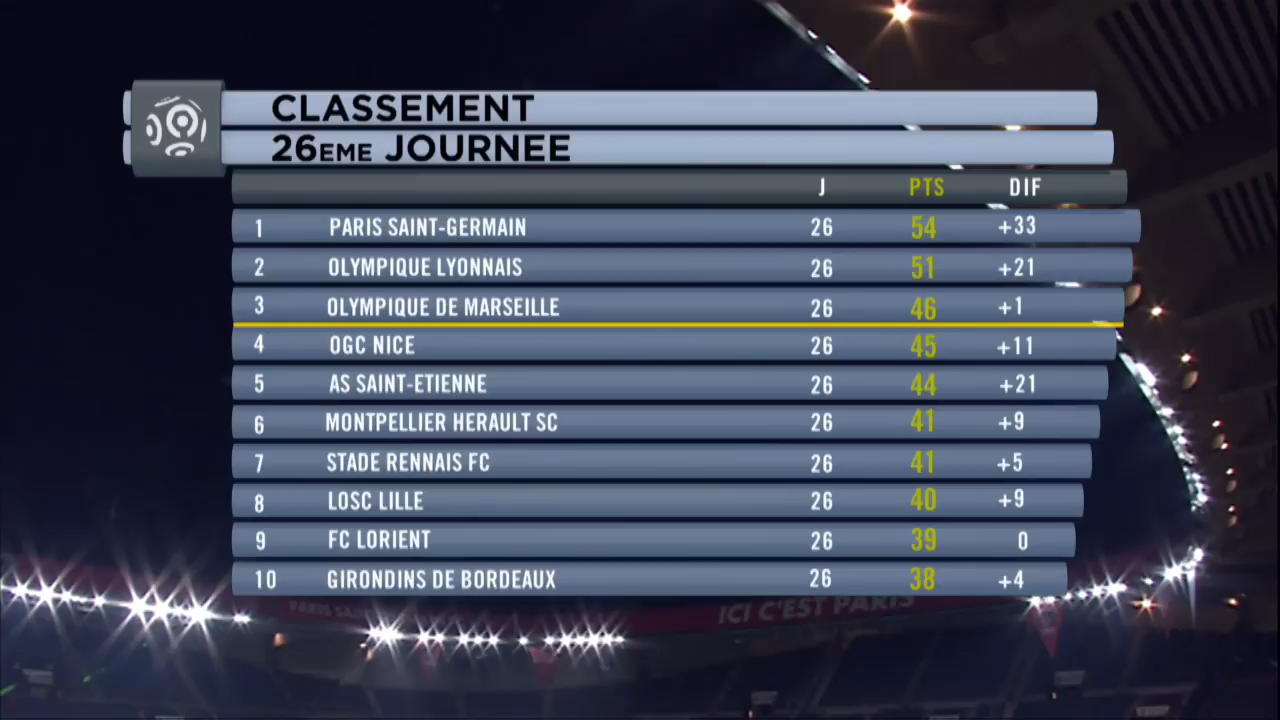 CLASSEMENT
26EME JOURNEE
J PTS DIF
1 PARIS SAINT-GERMAIN 26 54 +33
2 OLYMPIQUE LYONNAIS 26 51 +21
3 OLYMPIQUE DE MARSEILLE 26 46 +1
4 OGC NICE 26 45 +11
5 AS SAINT-ETIENNE 26 44 +21
6 MONTPELLIER HERAULT SC 26 41 +9
7 STADE RENNAIS FC 26 41 +5
8 LOSC LILLE 26 40 +9
9 FC LORIENT 26 39 0
10 GIRONDINS DE BORDEAUX 26 38 +4
PARIS
ICI C'EST PARIS